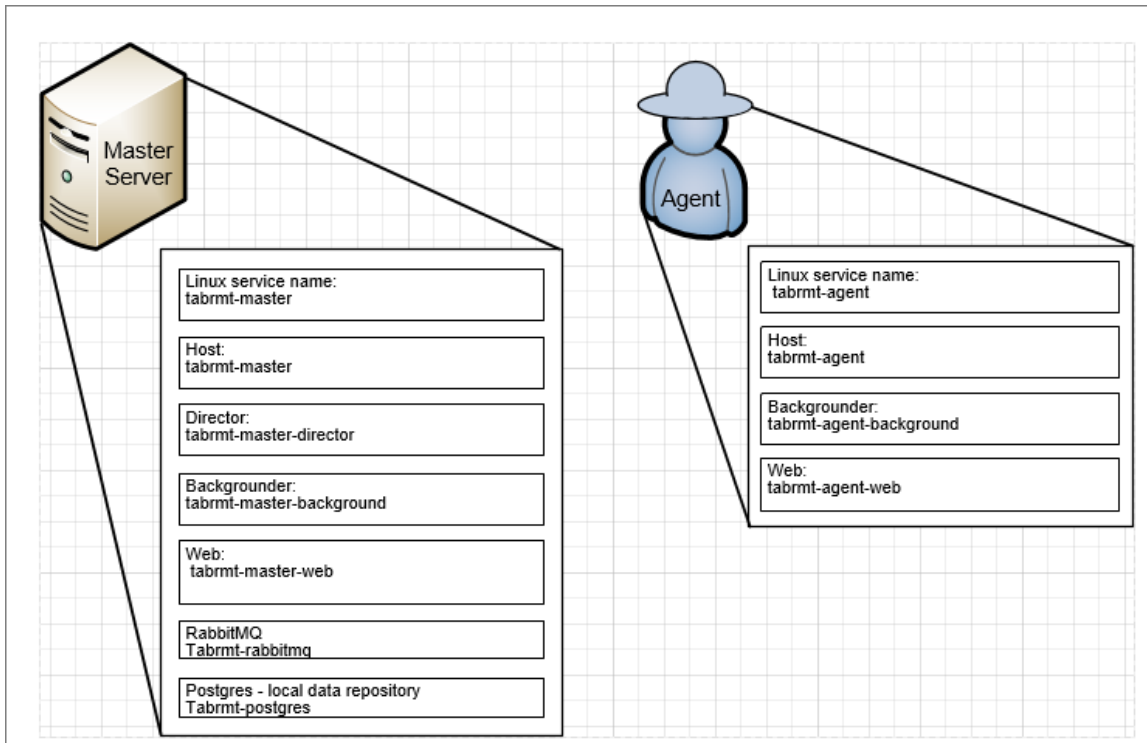 Master
Server
Linux service name:
tabrmt-master
Host:
tabrmt-master
Director:
tabrmt-master-director
Backgrounder:
tabrmt-master-background
Web:
tabrmt-master-web
RabbitMQ
Tabrmt-rabbitmq
Postgres - local data repository
Tabrmt-postgres
Agent
Linux service name:
tabrmt-agent
Host:
tabrmt-agent
Backgrounder:
tabrmt-agent-background
Web:
tabrmt-agent-web